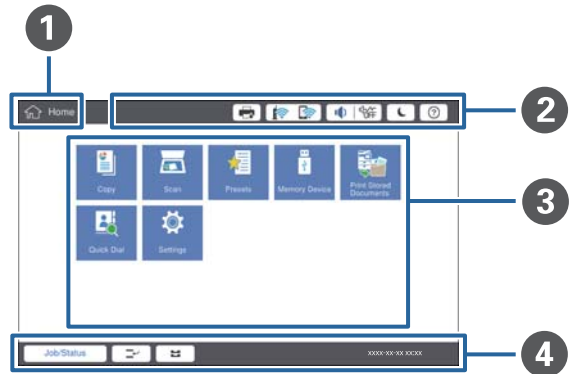 1
Home
?
2
Copy
Scan
Presets
Memory Device
Print Stored
Documents
3
Quick Dial
Settings
Job/Status
xxxx-xx-xx xx:xx
4